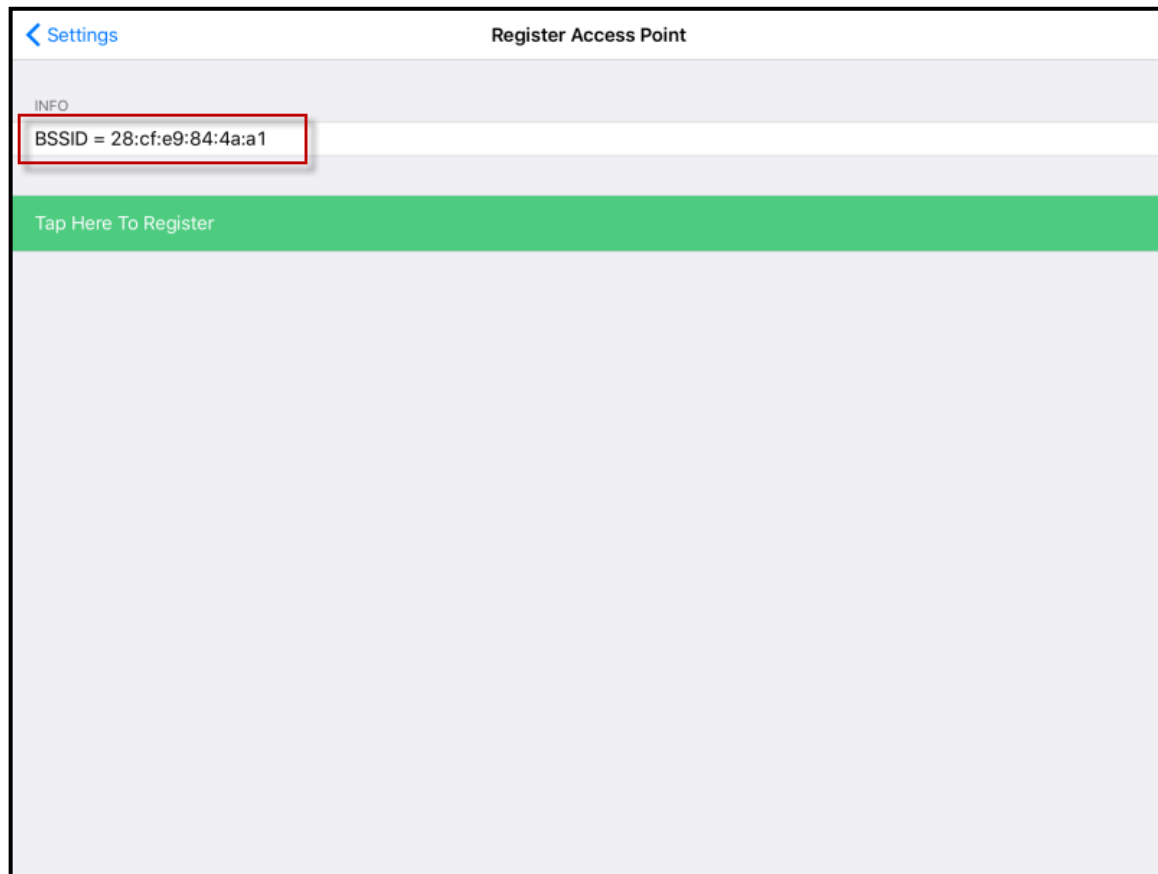 Settings
Register Access Point
INFO
BSSID = 28:cf:e9:84:4a:a1
Tap Here To Register